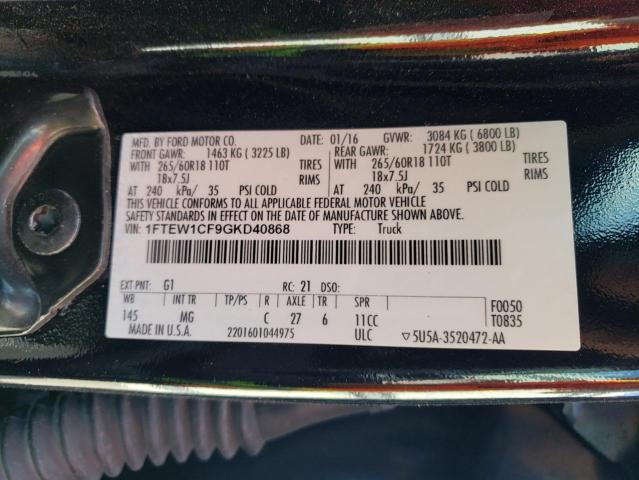 MFD. BY FORD MOTOR CO. DATE: 01/16 GVWR: 3084 KG ( 6800 LB)
FRONT GAWR: 1463 KG ( 3225 LB) REAR GAWR: 1724 KG ( 3800 LB)
WITH 265/60R18 110T TIRES WITH 265/60R18 110T TIRES
18x7.5J RIMS 18x7.5J RIMS
AT 240 kPa/ 35 PSI COLD AT 240 kPa/ 35 PSI COLD
THIS VEHICLE CONFORMS TO ALL APPLICABLE FEDERAL MOTOR VEHICLE
SAFETY STANDARDS IN EFFECT ON THE DATE OF MANUFACTURE SHOWN ABOVE.
VIN: 1FTEW1CF9GKD40868 TYPE: Truck
EXT PNT: G1 RC: 21 DSO:
WB INT TR TP/PS R AXLE TR SPR F0050
145 MG C 27 6 11CC T0835
MADE IN U.S.A. 2201601044975 ULC 5U5A-3520472-AA